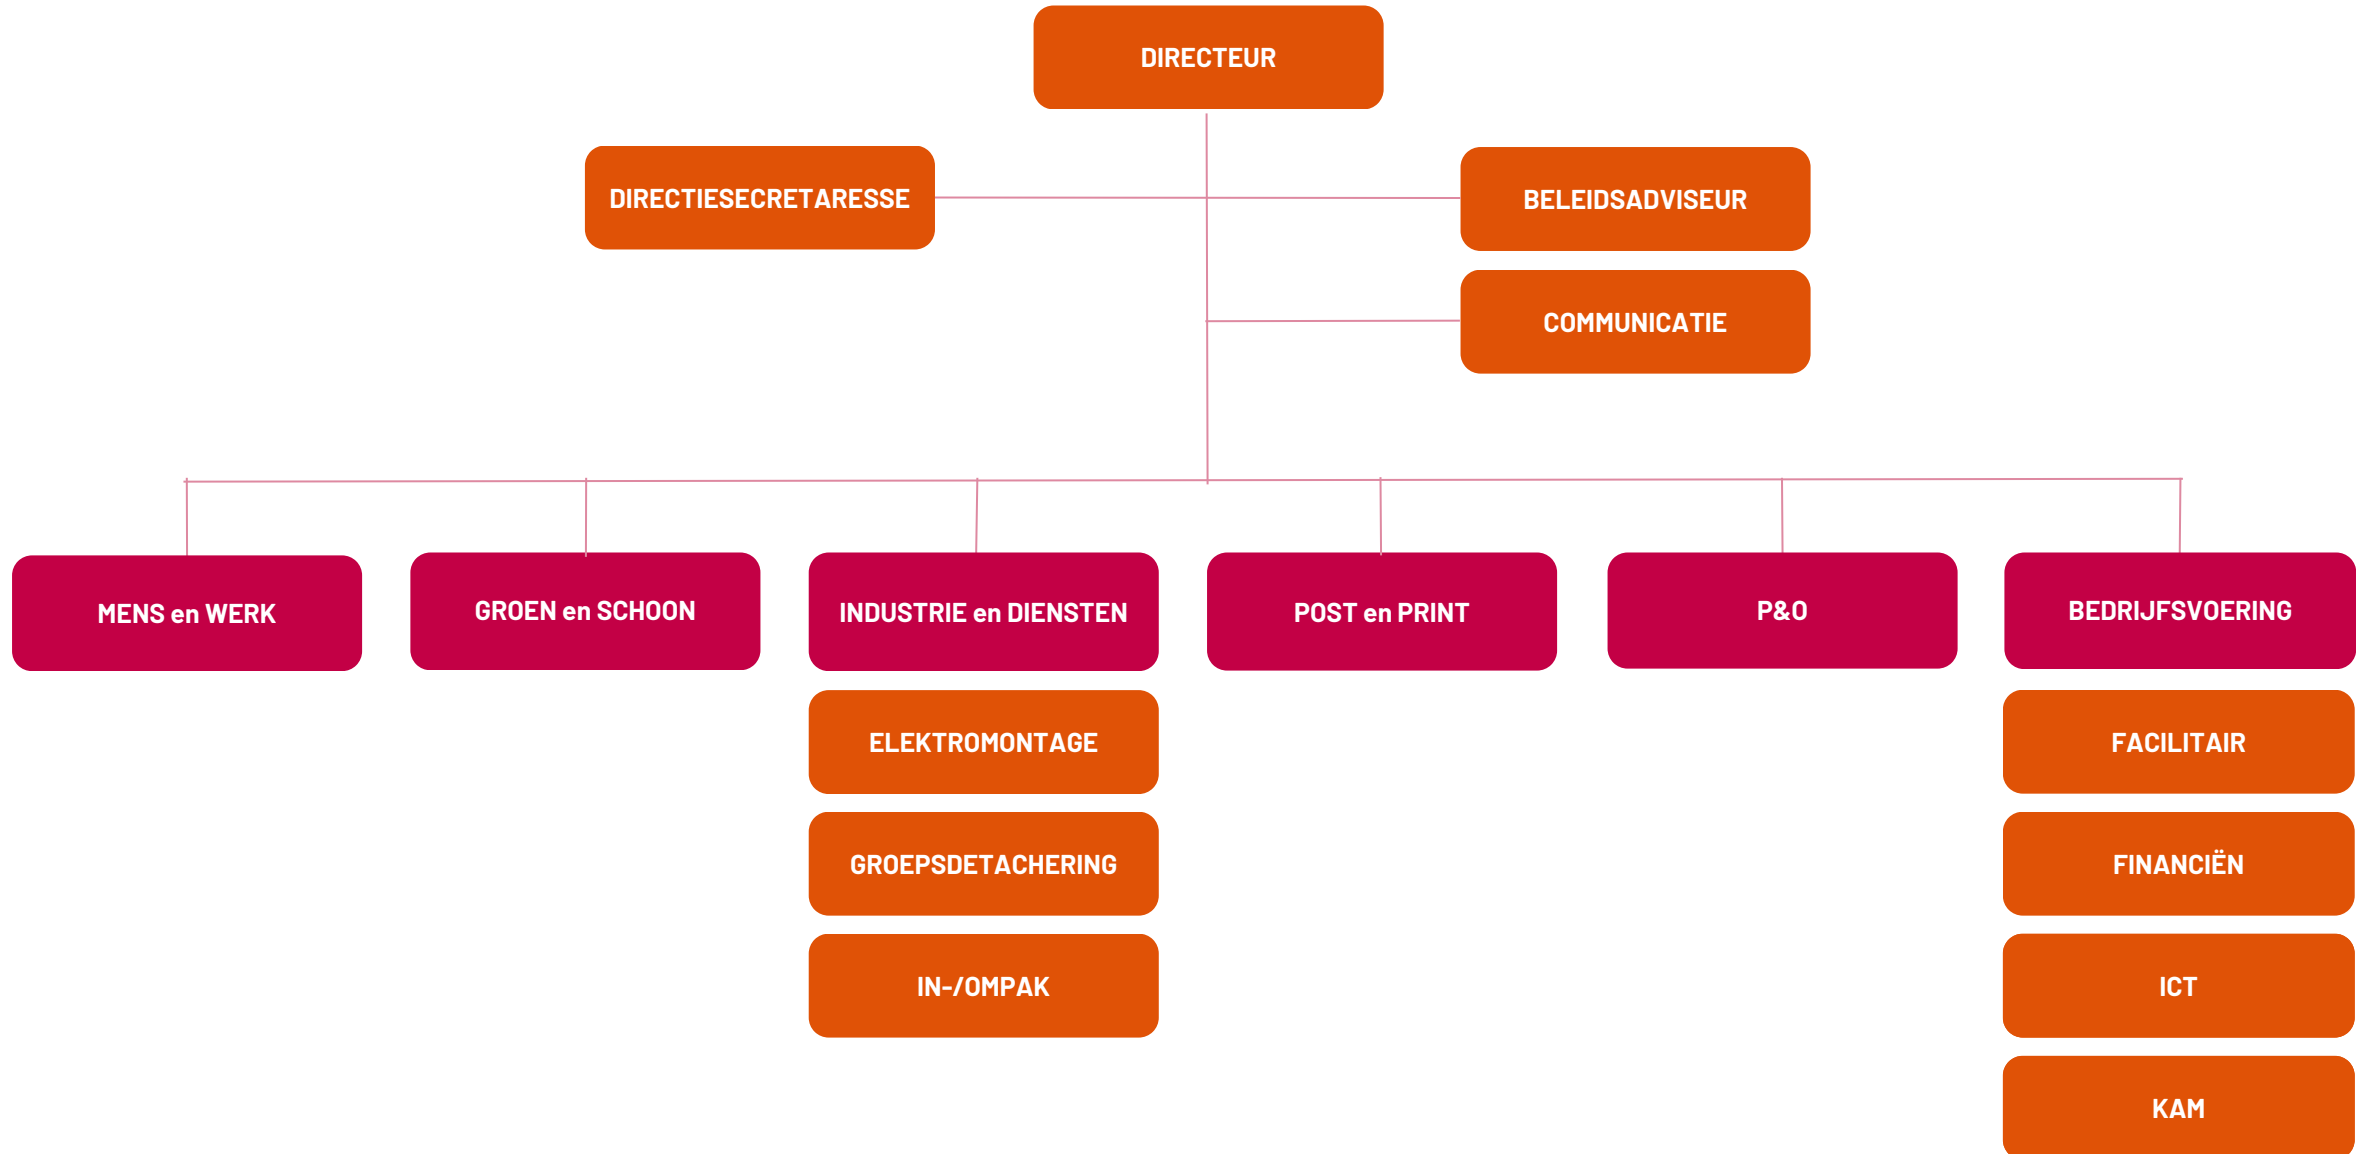 DIRECTEUR
DIRECTIESECRETARESSE
BELEIDSADVISEUR
COMMUNICATIE
MENS en WERK
GROEN en SCHOON
INDUSTRIE en DIENSTEN
POST en PRINT
P&O
BEDRIJFSVOERING
ELEKTROMONTAGE
FACILITAIR
GROEPSDETACHERING
FINANCIËN
IN-/OMPAK
ICT
KAM